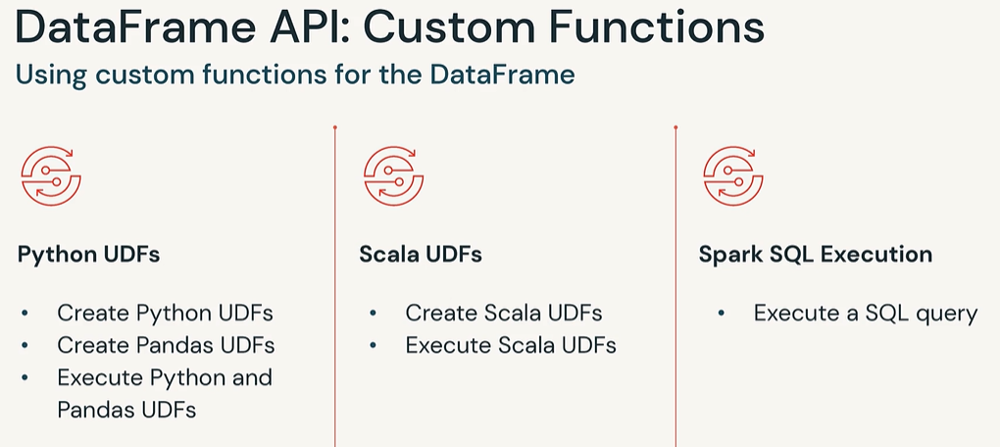 DataFrame API: Custom Functions
Using custom functions for the DataFrame
Python UDFs
• Create Python UDFs
• Create Pandas UDFs
• Execute Python and
Pandas UDFs
Scala UDFs
• Create Scala UDFs
• Execute Scala UDFs
Spark SQL Execution
• Execute a SQL query